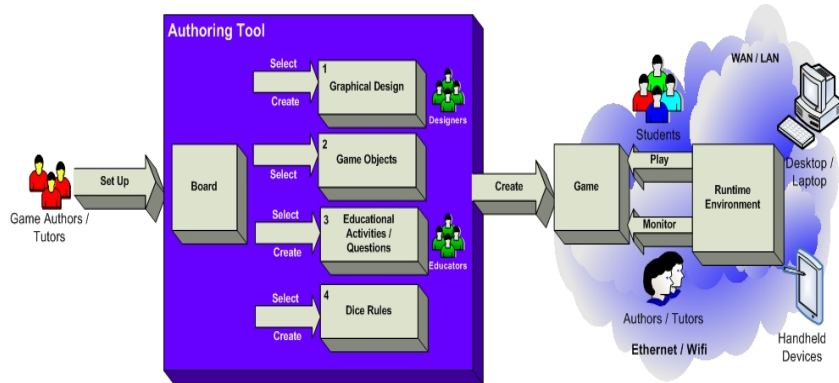 Authoring Tool
Game Authors /
Tutors
Set Up
Board
Select
Create
1
Graphical Design
Designers
2
Game Objects
Select
Select
Create
3
Educational
Activities /
Questions
Educators
Select
Create
4
Dice Rules
Create
Game
WAN / LAN
Students
Play
Monitor
Runtime
Environment
Authors / Tutors
Ethernet / Wifi
Desktop /
Laptop
Handheld
Devices